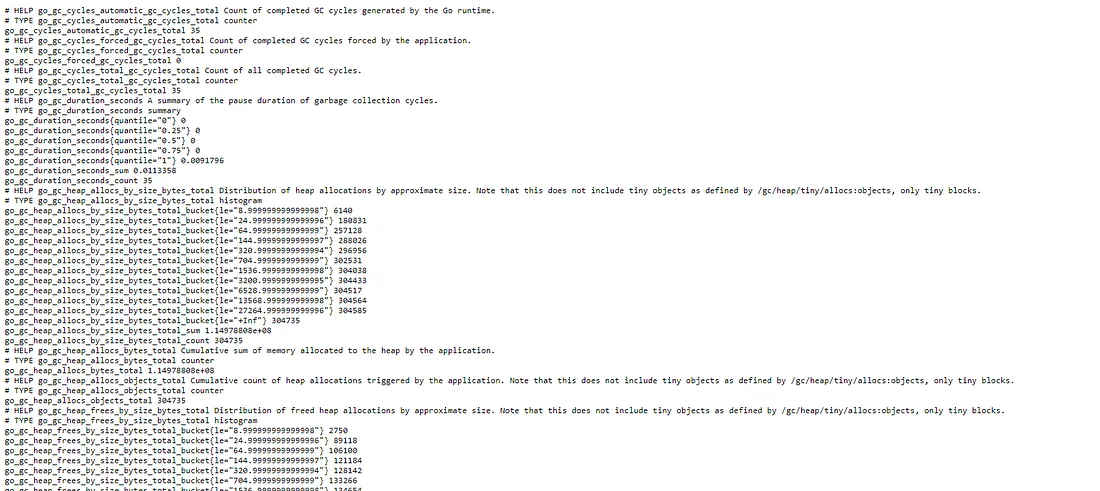 # HELP go_gc_cycles_automatic_gc_cycles_total Count of completed GC cycles generated by the Go runtime.
# TYPE go_gc_cycles_automatic_gc_cycles_total counter
go_gc_cycles_automatic_gc_cycles_total 35
# HELP go_gc_cycles_forced_gc_cycles_total Count of completed GC cycles forced by the application.
# TYPE go_gc_cycles_forced_gc_cycles_total counter
go_gc_cycles_forced_gc_cycles_total 0
# HELP go_gc_cycles_total_gc_cycles_total Count of all completed GC cycles.
# TYPE go_gc_cycles_total_gc_cycles_total counter
go_gc_cycles_total_gc_cycles_total 35
# HELP go_gc_duration_seconds A summary of the pause duration of garbage collection cycles.
# TYPE go_gc_duration_seconds summary
go_gc_duration_seconds{quantile="0"} 0
go_gc_duration_seconds{quantile="0.25"} 0
go_gc_duration_seconds{quantile="0.5"} 0
go_gc_duration_seconds{quantile="0.75"} 0
go_gc_duration_seconds{quantile="1"} 0.0091796
go_gc_duration_seconds_sum 0.0113358
go_gc_duration_seconds_count 35
# HELP go_gc_heap_allocs_by_size_bytes_total Distribution of heap allocations by approximate size. Note that this does not include tiny objects as defined by /gc/heap/tiny/allocs:objects, only tiny blocks.
# TYPE go_gc_heap_allocs_by_size_bytes_total histogram
go_gc_heap_allocs_by_size_bytes_total_bucket{le="8.999999999999998"} 6140
go_gc_heap_allocs_by_size_bytes_total_bucket{le="24.999999999999996"} 180831
go_gc_heap_allocs_by_size_bytes_total_bucket{le="64.99999999999999"} 257128
go_gc_heap_allocs_by_size_bytes_total_bucket{le="144.99999999999997"} 288026
go_gc_heap_allocs_by_size_bytes_total_bucket{le="320.99999999999994"} 296956
go_gc_heap_allocs_by_size_bytes_total_bucket{le="704.9999999999999"} 302531
go_gc_heap_allocs_by_size_bytes_total_bucket{le="1536.9999999999998"} 304038
go_gc_heap_allocs_by_size_bytes_total_bucket{le="3200.9999999999995"} 304433
go_gc_heap_allocs_by_size_bytes_total_bucket{le="6528.999999999999"} 304517
go_gc_heap_allocs_by_size_bytes_total_bucket{le="13568.999999999998"} 304564
go_gc_heap_allocs_by_size_bytes_total_bucket{le="27264.999999999996"} 304585
go_gc_heap_allocs_by_size_bytes_total_bucket{le="+Inf"} 304735
go_gc_heap_allocs_by_size_bytes_total_sum 1.14978808e+08
go_gc_heap_allocs_by_size_bytes_total_count 304735
# HELP go_gc_heap_allocs_bytes_total Cumulative sum of memory allocated to the heap by the application.
# TYPE go_gc_heap_allocs_bytes_total counter
go_gc_heap_allocs_bytes_total 1.14978808e+08
# HELP go_gc_heap_allocs_objects_total Cumulative count of heap allocations triggered by the application. Note that this does not include tiny objects as defined by /gc/heap/tiny/allocs:objects, only tiny blocks.
# TYPE go_gc_heap_allocs_objects_total counter
go_gc_heap_allocs_objects_total 304735
# HELP go_gc_heap_frees_by_size_bytes_total Distribution of freed heap allocations by approximate size. Note that this does not include tiny objects as defined by /gc/heap/tiny/allocs:objects, only tiny blocks.
# TYPE go_gc_heap_frees_by_size_bytes_total histogram
go_gc_heap_frees_by_size_bytes_total_bucket{le="8.999999999999998"} 2750
go_gc_heap_frees_by_size_bytes_total_bucket{le="24.999999999999996"} 89118
go_gc_heap_frees_by_size_bytes_total_bucket{le="64.99999999999999"} 106100
go_gc_heap_frees_by_size_bytes_total_bucket{le="144.99999999999997"} 121184
go_gc_heap_frees_by_size_bytes_total_bucket{le="320.99999999999994"} 128142
go_gc_heap_frees_by_size_bytes_total_bucket{le="704.9999999999999"} 133266